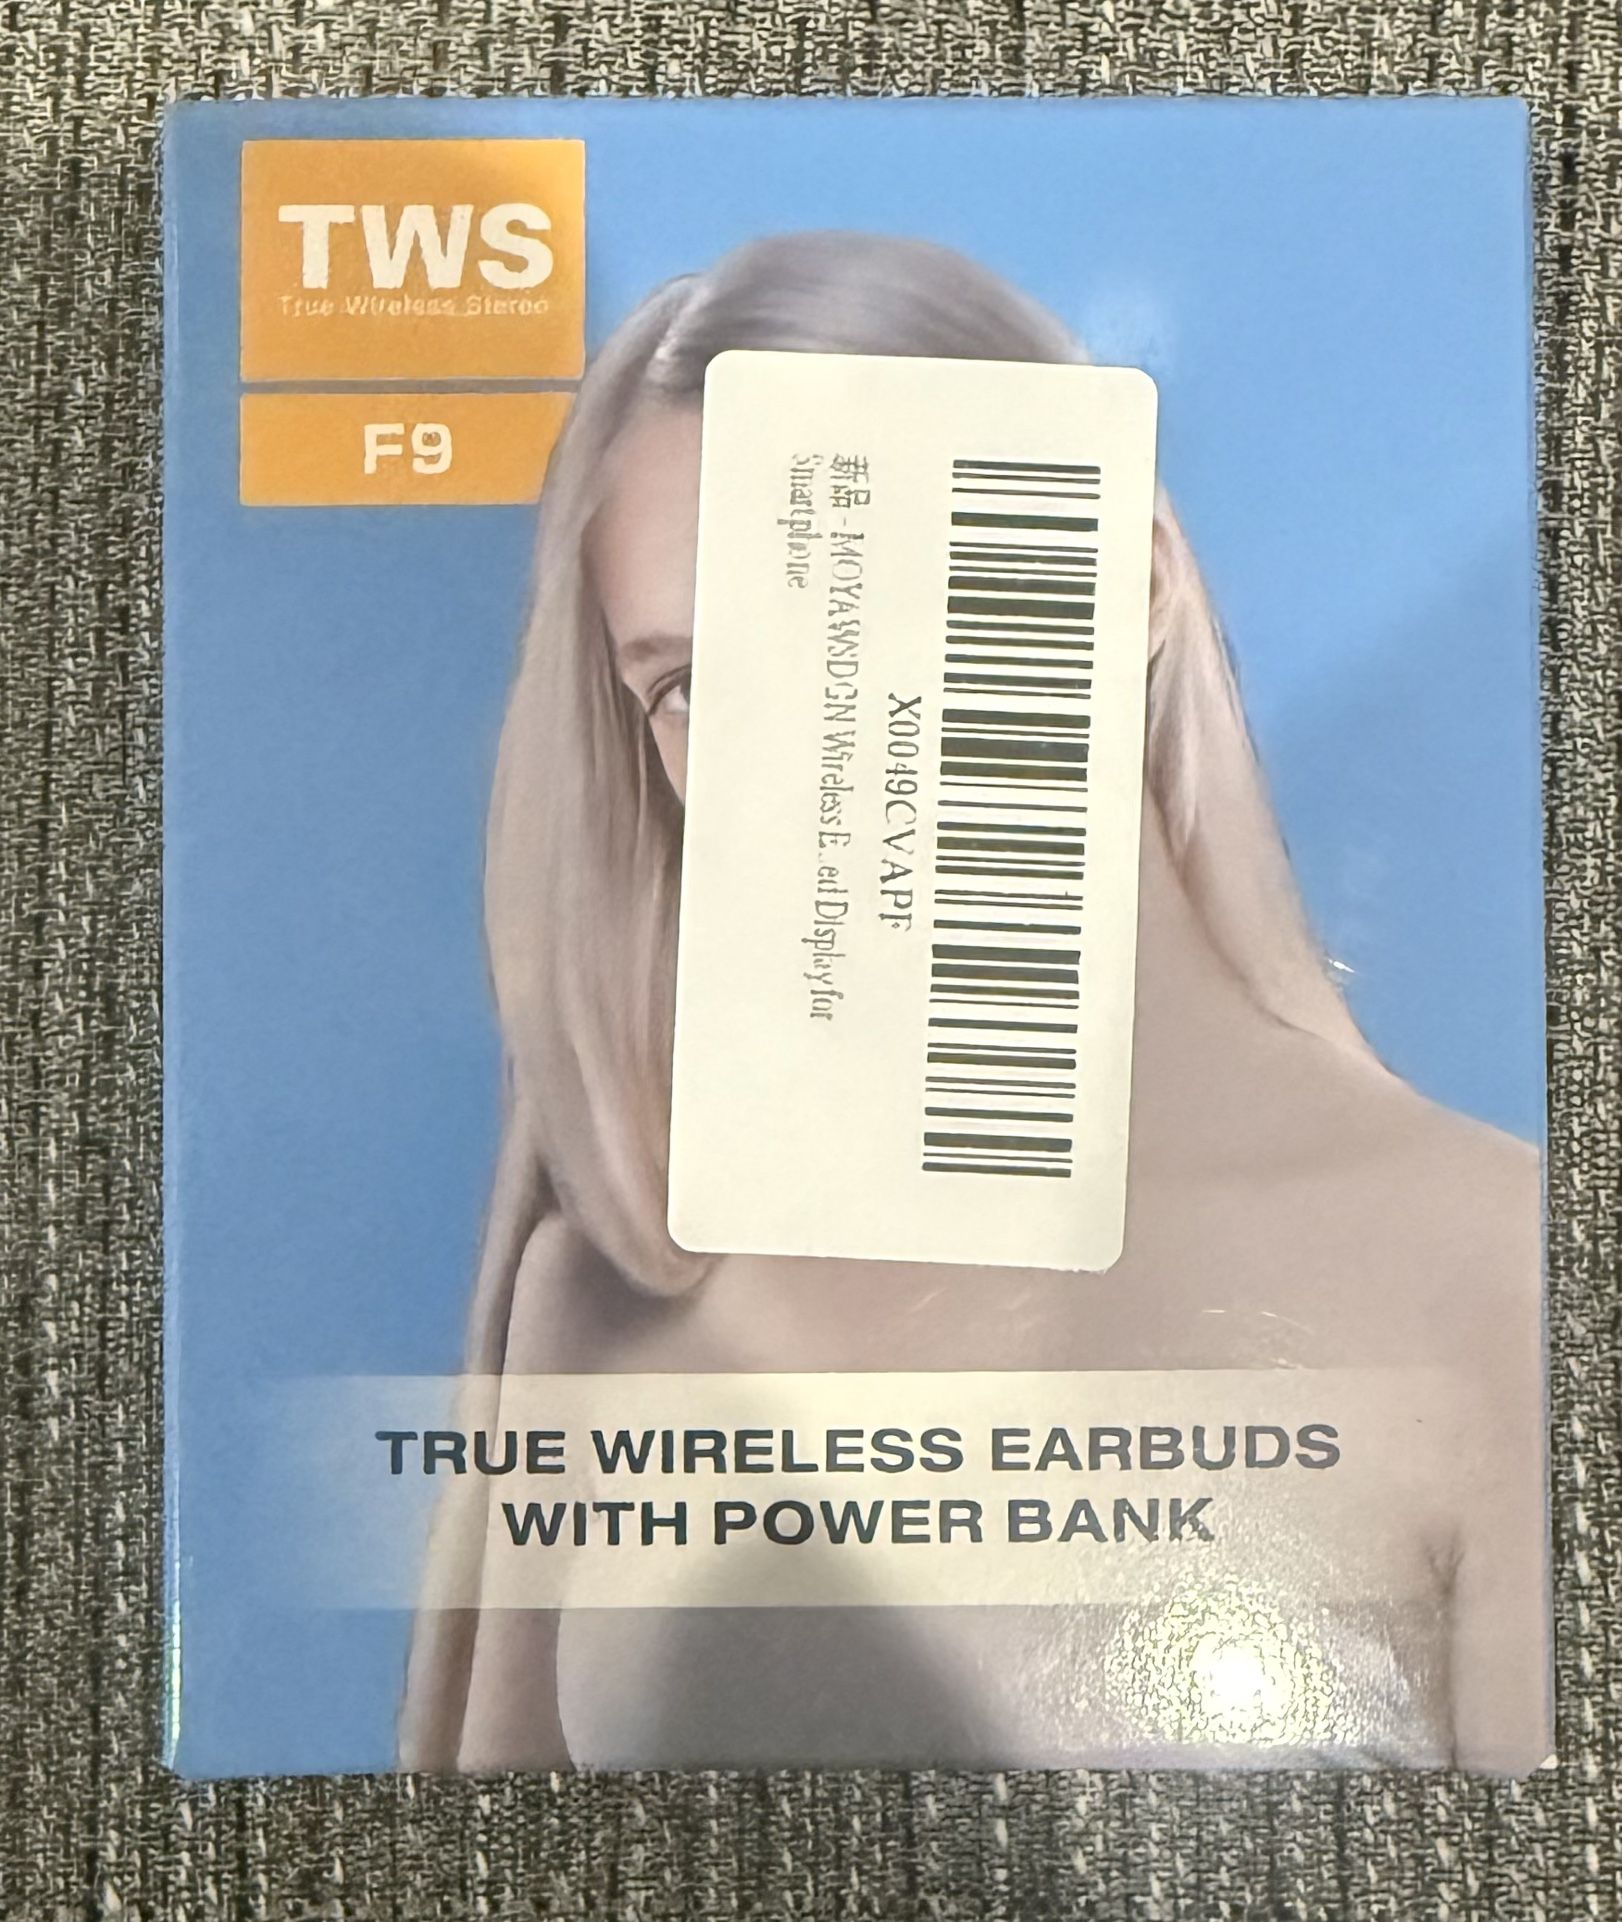 TWS
True Wireless Stereo
F9
X0049CVAPF
新品 - MOYAWSDGN Wireless E...ed Display for
Smartphone
TRUE WIRELESS EARBUDS
WITH POWER BANK